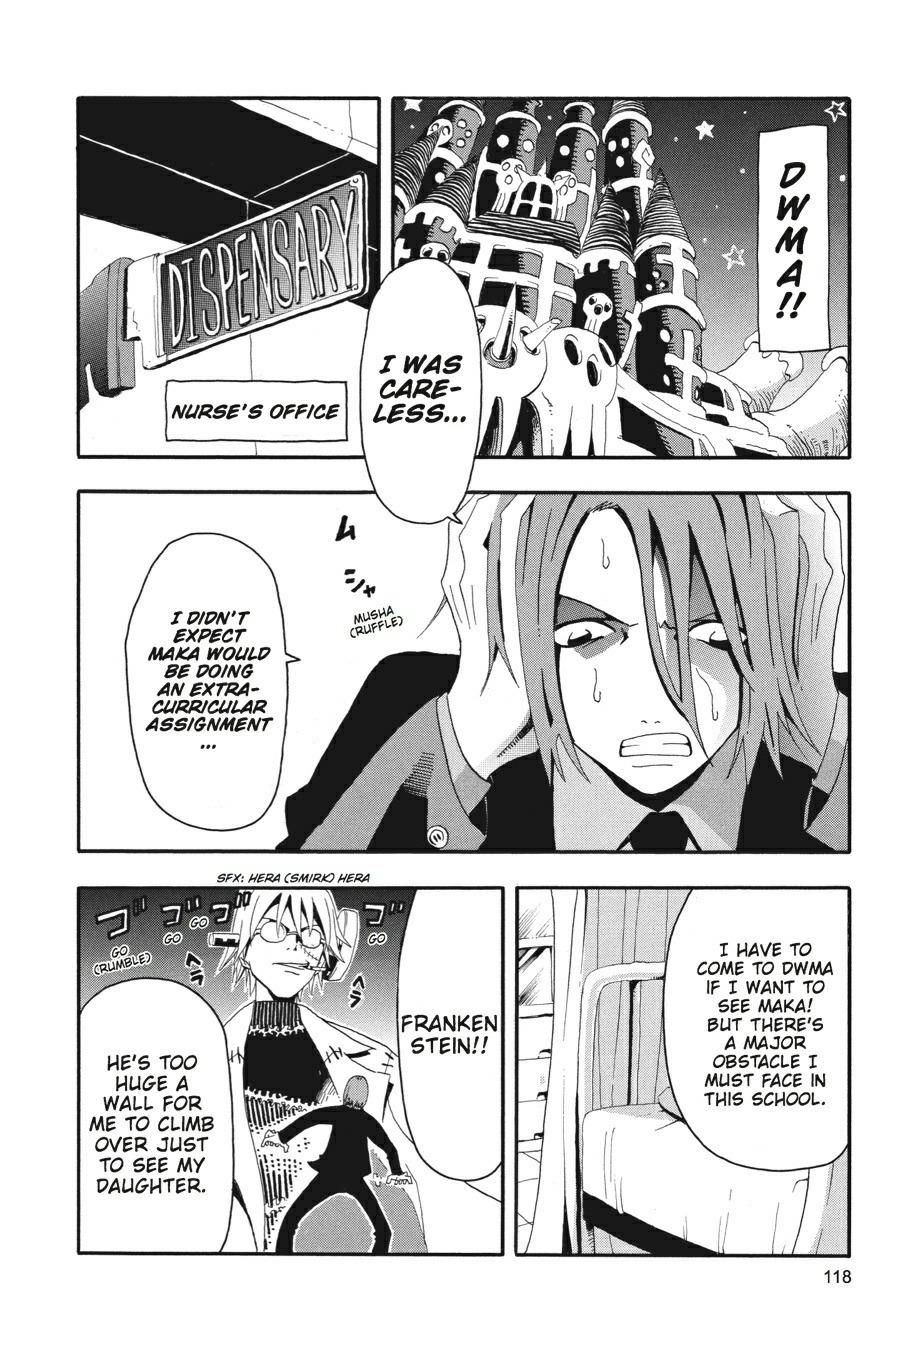 DWMA!!
DISPENSARY
NURSE'S OFFICE
I WAS
CARE-
LESS...
ムシャ
MUSHA
(RUFFLE)
I DIDN'T
EXPECT
MAKA WOULD
BE DOING
AN EXTRA-
CURRICULAR
ASSIGNMENT
...
I HAVE TO
COME TO DWMA
IF I WANT TO
SEE MAKA!
BUT THERE'S
A MAJOR
OBSTACLE I
MUST FACE IN
THIS SCHOOL.
SFX: HERA (SMIRK) HERA
FRANKEN
STEIN!!
ゴ
GO
ゴ
GO
ゴ
GO
ゴ
GO
(RUMBLE)
ヘラ
ヘラ
HE'S TOO
HUGE A
WALL FOR
ME TO CLIMB
OVER JUST
TO SEE MY
DAUGHTER.
118